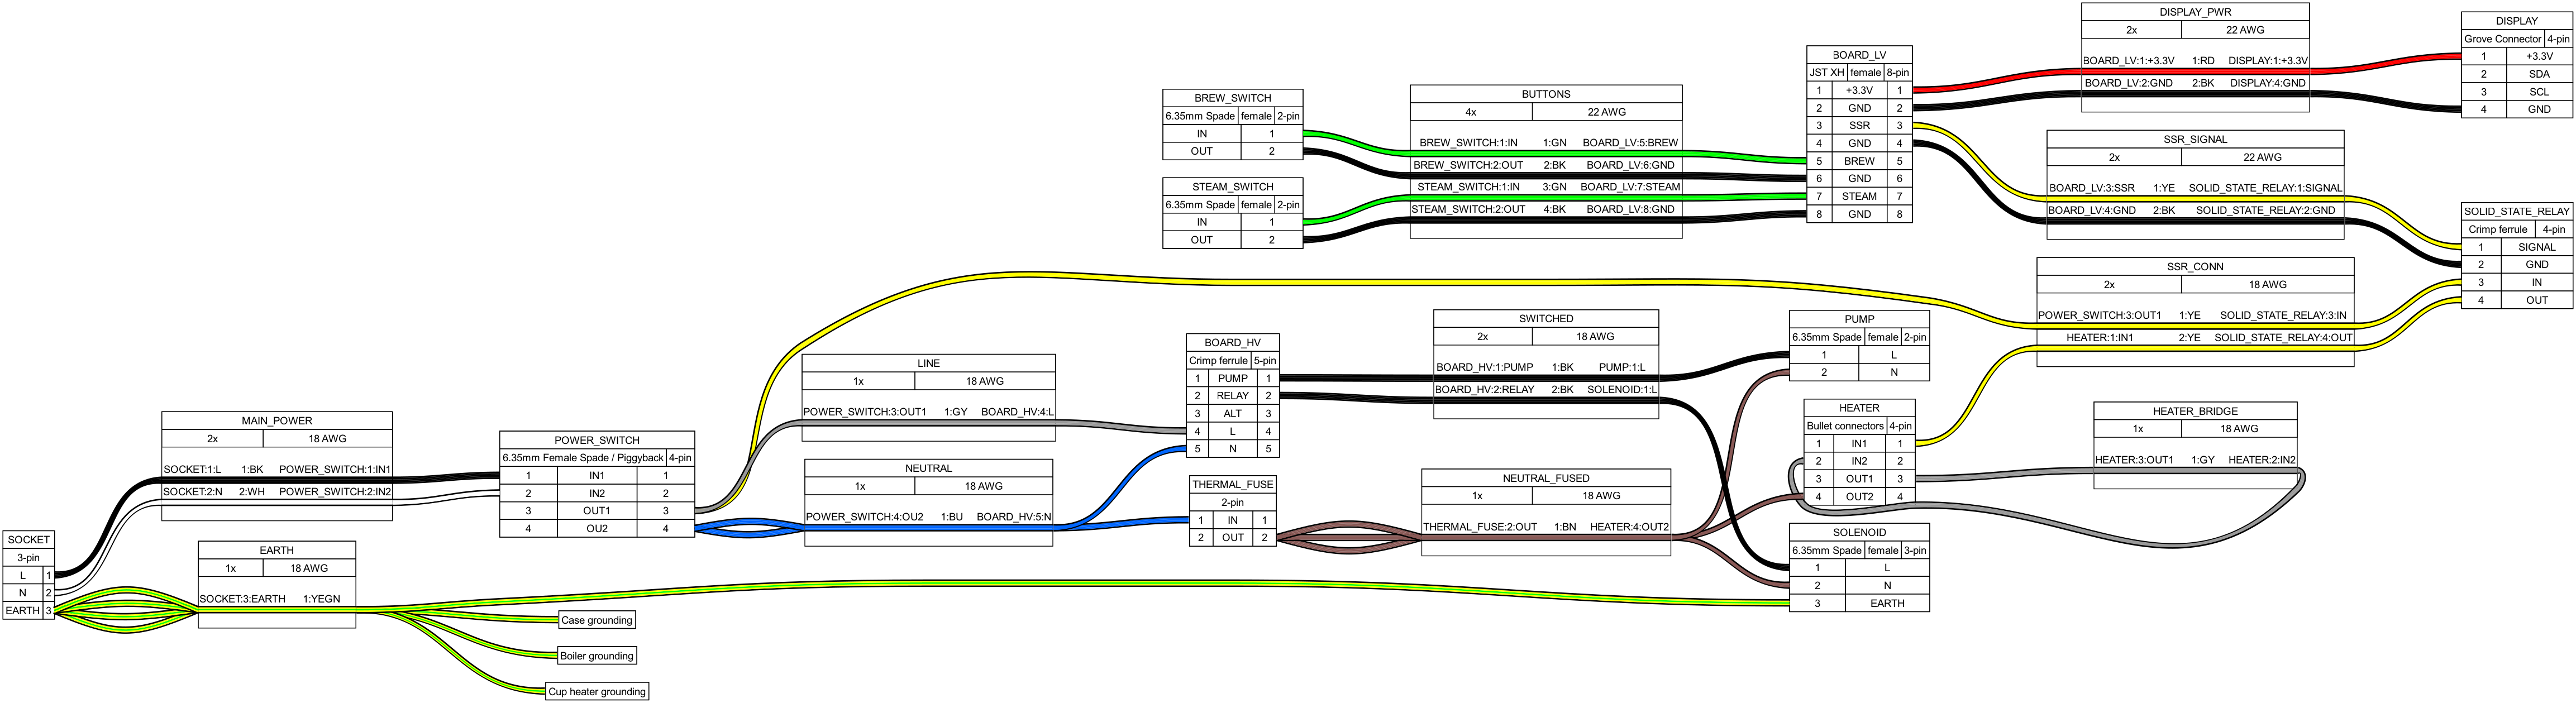 DISPLAY_PWR
2x 22 AWG
BOARD_LV:1:+3.3V 1:RD DISPLAY:1:+3.3V
BOARD_LV:2:GND 2:BK DISPLAY:4:GND
DISPLAY
Grove Connector 4-pin
1 +3.3V
2 SDA
3 SCL
4 GND
BOARD_LV
JST XH female 8-pin
1 +3.3V 1
2 GND 2
3 SSR 3
4 GND 4
5 BREW 5
6 GND 6
7 STEAM 7
8 GND 8
BREW_SWITCH
6.35mm Spade female 2-pin
IN 1
OUT 2
STEAM_SWITCH
6.35mm Spade female 2-pin
IN 1
OUT 2
BUTTONS
4x 22 AWG
BREW_SWITCH:1:IN 1:GN BOARD_LV:5:BREW
BREW_SWITCH:2:OUT 2:BK BOARD_LV:6:GND
STEAM_SWITCH:1:IN 3:GN BOARD_LV:7:STEAM
STEAM_SWITCH:2:OUT 4:BK BOARD_LV:8:GND
SSR_SIGNAL
2x 22 AWG
BOARD_LV:3:SSR 1:YE SOLID_STATE_RELAY:1:SIGNAL
BOARD_LV:4:GND 2:BK SOLID_STATE_RELAY:2:GND
SOLID_STATE_RELAY
Crimp ferrule 4-pin
1 SIGNAL
2 GND
3 IN
4 OUT
SSR_CONN
2x 18 AWG
POWER_SWITCH:3:OUT1 1:YE SOLID_STATE_RELAY:3:IN
HEATER:1:IN1 2:YE SOLID_STATE_RELAY:4:OUT
SWITCHED
2x 18 AWG
BOARD_HV:1:PUMP 1:BK PUMP:1:L
BOARD_HV:2:RELAY 2:BK SOLENOID:1:L
PUMP
6.35mm Spade female 2-pin
1 L
2 N
BOARD_HV
Crimp ferrule 5-pin
1 PUMP 1
2 RELAY 2
3 ALT 3
4 L 4
5 N 5
LINE
1x 18 AWG
POWER_SWITCH:3:OUT1 1:GY BOARD_HV:4:L
HEATER
Bullet connectors 4-pin
1 IN1 1
2 IN2 2
3 OUT1 3
4 OUT2 4
HEATER_BRIDGE
1x 18 AWG
HEATER:3:OUT1 1:GY HEATER:2:IN2
MAIN_POWER
2x 18 AWG
SOCKET:1:L 1:BK POWER_SWITCH:1:IN1
SOCKET:2:N 2:WH POWER_SWITCH:2:IN2
POWER_SWITCH
6.35mm Female Spade / Piggyback 4-pin
1 IN1 1
2 IN2 2
3 OUT1 3
4 OU2 4
NEUTRAL
1x 18 AWG
POWER_SWITCH:4:OU2 1:BU BOARD_HV:5:N
THERMAL_FUSE
2-pin
1 IN 1
2 OUT 2
NEUTRAL_FUSED
1x 18 AWG
THERMAL_FUSE:2:OUT 1:BN HEATER:4:OUT2
SOLENOID
6.35mm Spade female 3-pin
1 L
2 N
3 EARTH
SOCKET
3-pin
L 1
N 2
EARTH 3
EARTH
1x 18 AWG
SOCKET:3:EARTH 1:YEGN
Case grounding
Boiler grounding
Cup heater grounding